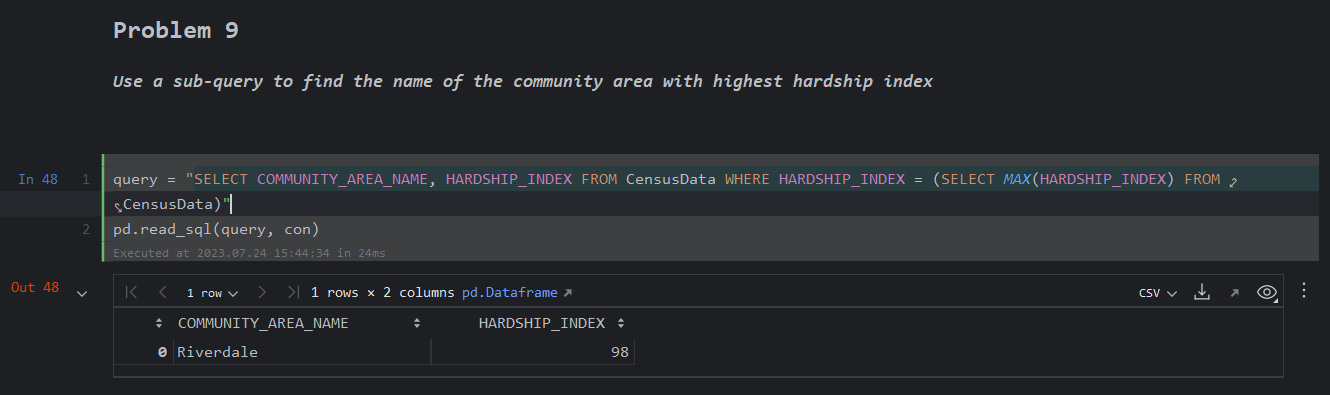 Problem 9
Use a sub-query to find the name of the community area with highest hardship index
In 48 1 query = "SELECT COMMUNITY_AREA_NAME, HARDSHIP_INDEX FROM CensusData WHERE HARDSHIP_INDEX = (SELECT MAX(HARDSHIP_INDEX) FROM
CensusData)"
2 pd.read_sql(query, con)
Executed at 2023.07.24 15:44:34 in 24ms
Out 48 1 row 1 rows × 2 columns pd.Dataframe CSV
COMMUNITY_AREA_NAME HARDSHIP_INDEX
0 Riverdale 98